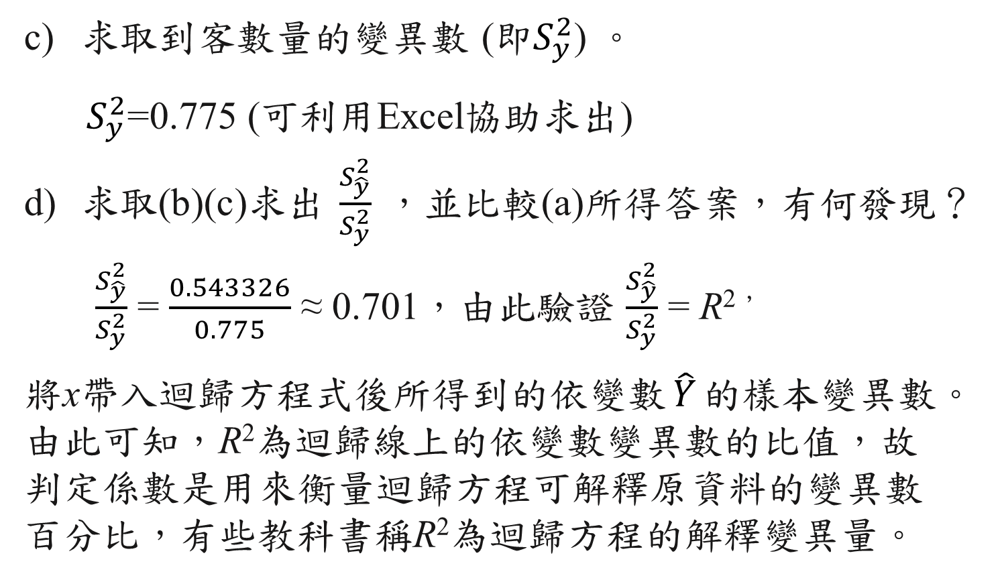 c) 求取到客數量的變異數 (即$S_y^2$) 。
$S_y^2$=0.775 (可利用Excel協助求出)
d) 求取(b)(c)求出 $\frac{S_{\hat{y}}^2}{S_y^2}$ ，並比較(a)所得答案，有何發現？
$\frac{S_{\hat{y}}^2}{S_y^2} = \frac{0.543326}{0.775} \approx 0.701$，由此驗證 $\frac{S_{\hat{y}}^2}{S_y^2} = R^2$，
將x帶入迴歸方程式後所得到的依變數$\hat{Y}$ 的樣本變異數。
由此可知，$R^2$為迴歸線上的依變數變異數的比值，故
判定係數是用來衡量迴歸方程可解釋原資料的變異數
百分比，有些教科書稱$R^2$為迴歸方程的解釋變異量。